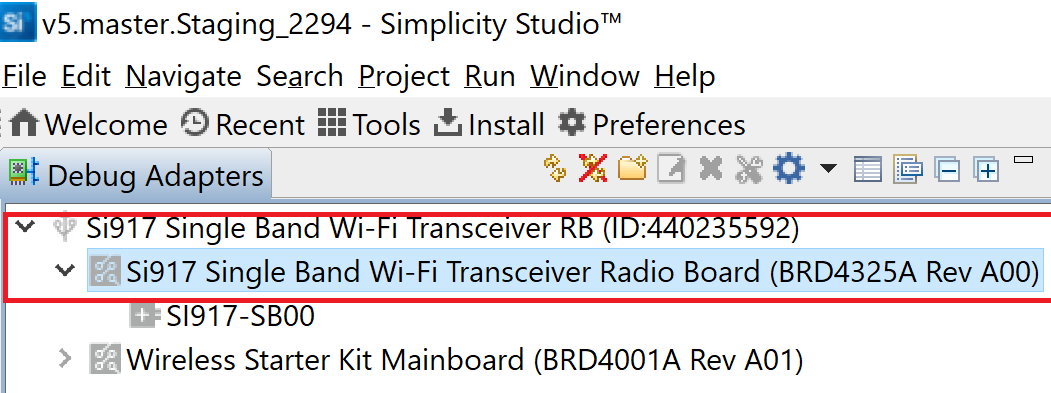 Si v5.master.Staging_2294 - Simplicity Studio™
File Edit Navigate Search Project Run Window Help
Welcome Recent Tools Install Preferences
Debug Adapters
Si917 Single Band Wi-Fi Transceiver RB (ID:440235592)
Si917 Single Band Wi-Fi Transceiver Radio Board (BRD4325A Rev A00)
SI917-SB00
Wireless Starter Kit Mainboard (BRD4001A Rev A01)